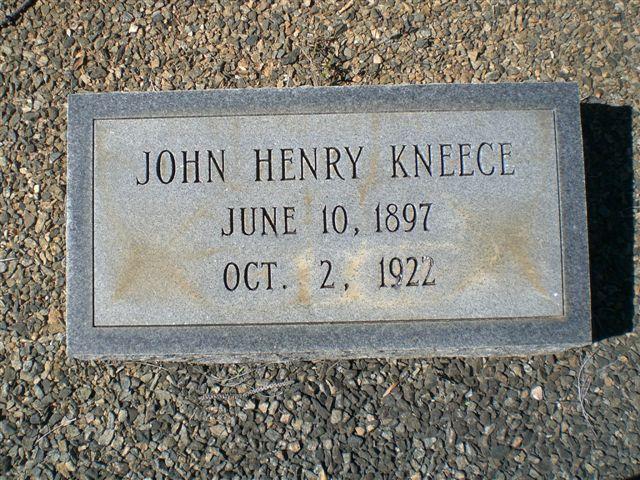 JOHN HENRY KNEECE
JUNE 10, 1897
OCT. 2, 1922